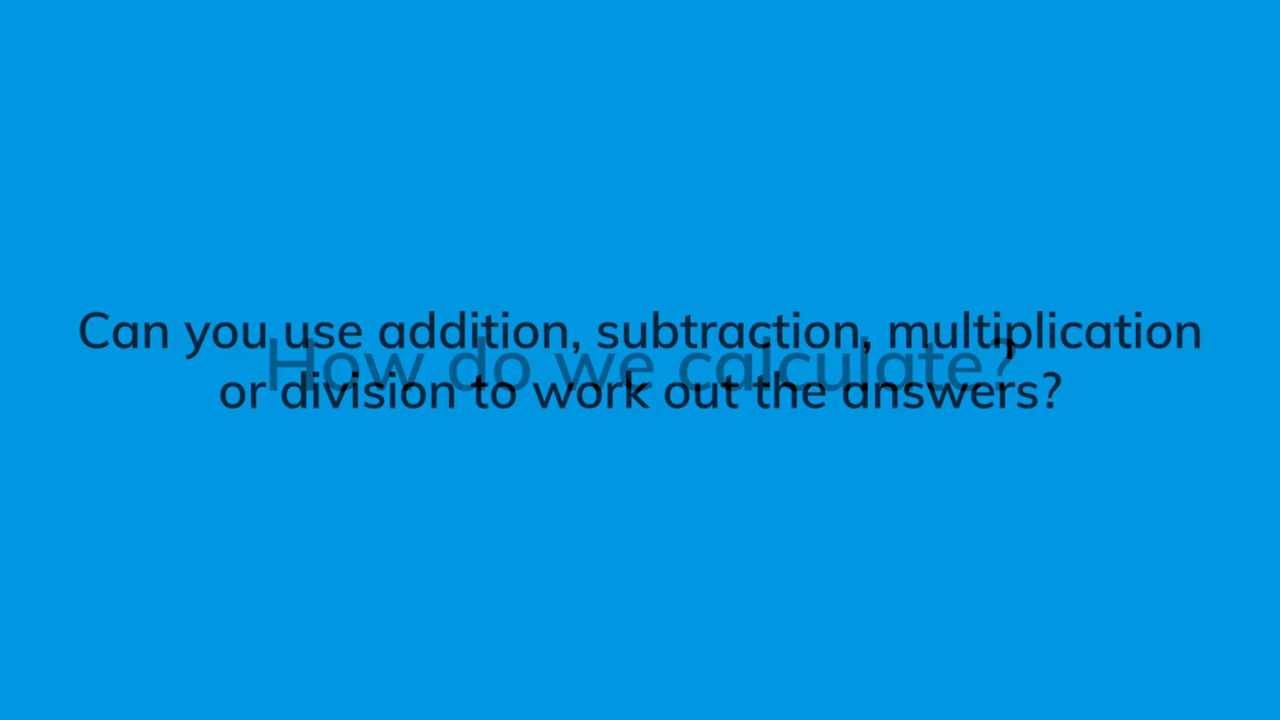 Can you use addition, subtraction, multiplication
How do we calculate?
or division to work out the answers?